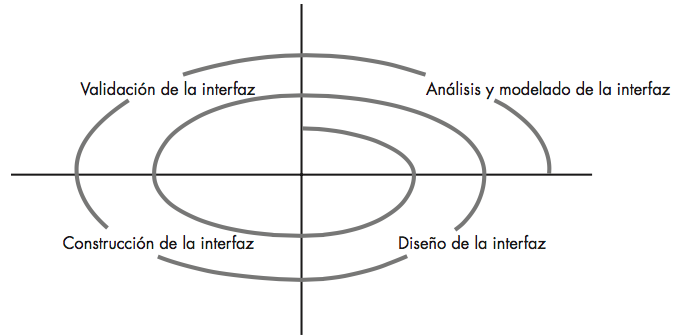 Validación de la interfaz
Análisis y modelado de la interfaz
Construcción de la interfaz
Diseño de la interfaz